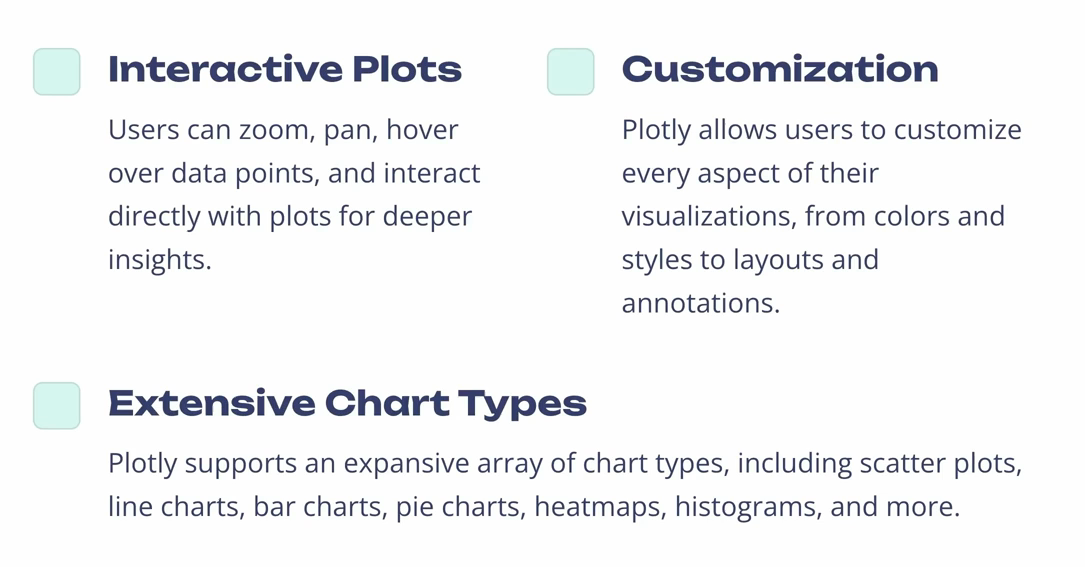 Interactive Plots
Users can zoom, pan, hover
over data points, and interact
directly with plots for deeper
insights.
Customization
Plotly allows users to customize
every aspect of their
visualizations, from colors and
styles to layouts and
annotations.
Extensive Chart Types
Plotly supports an expansive array of chart types, including scatter plots,
line charts, bar charts, pie charts, heatmaps, histograms, and more.